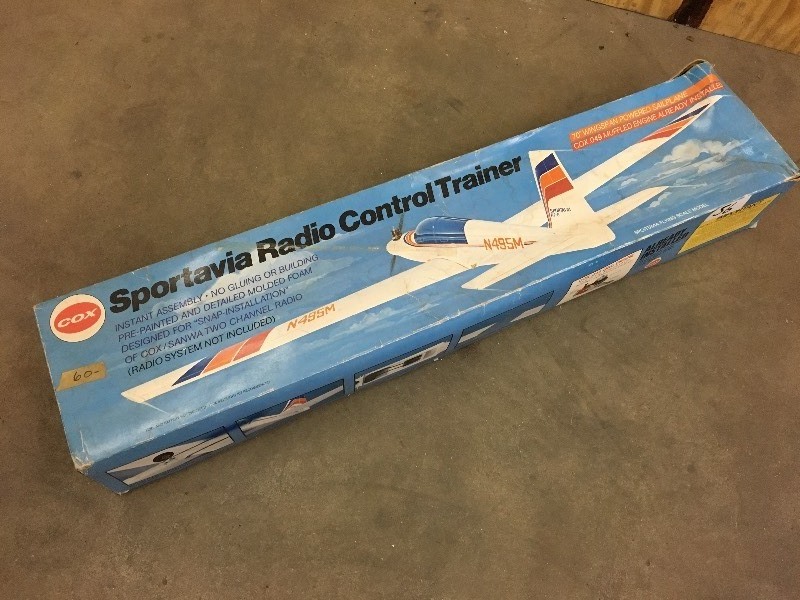 COX
Sportavia Radio Control Trainer
INSTANT ASSEMBLY • NO GLUING OR BUILDING
PRE-PAINTED AND DETAILED MOLDED FOAM
DESIGNED FOR "SNAP-INSTALLATION"
OF COX/SANWA TWO CHANNEL RADIO
(RADIO SYSTEM NOT INCLUDED)
70" WINGSPAN POWERED SAILPLANE
COX .049 MUFFLED ENGINE ALREADY INSTALLED
N495M
N495M
60-
ALREADY
INSTALLED